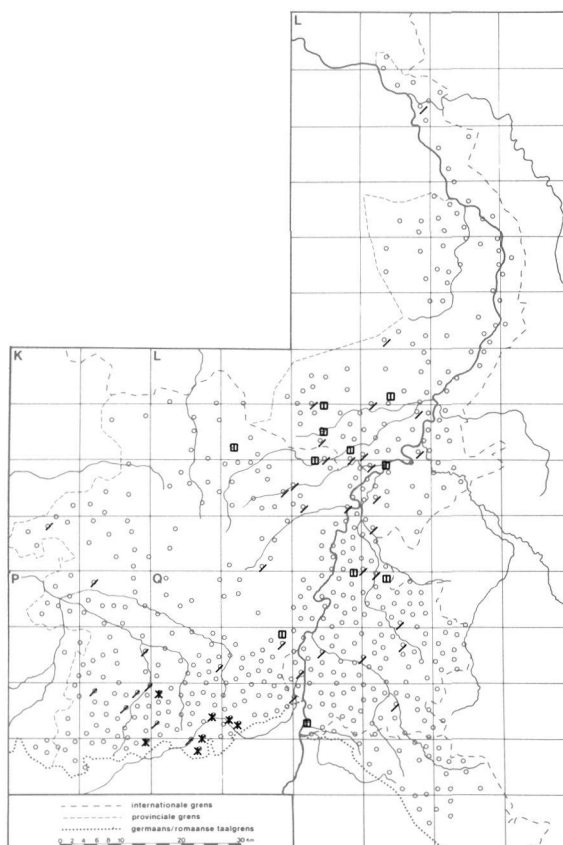 L
K L
P Q
internationale grens
provinciale grens
germaans/romaanse taalgrens
0 2 4 6 8 10 20 30 Km